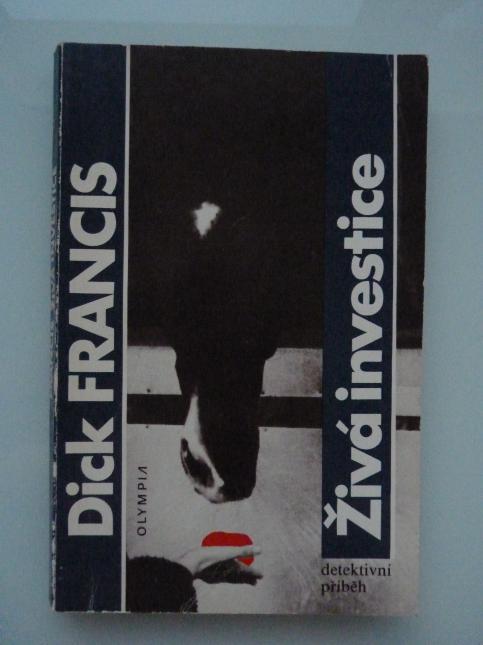 Dick FRANCIS
OLYMPIA
Živá investice
detektivní
příběh